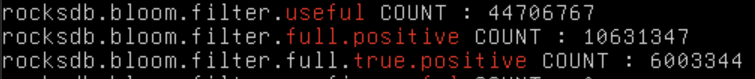 rocksdb.bloom.filter.useful COUNT : 44706767
rocksdb.bloom.filter.full.positive COUNT : 10631347
rocksdb.bloom.filter.full.true.positive COUNT : 6003344